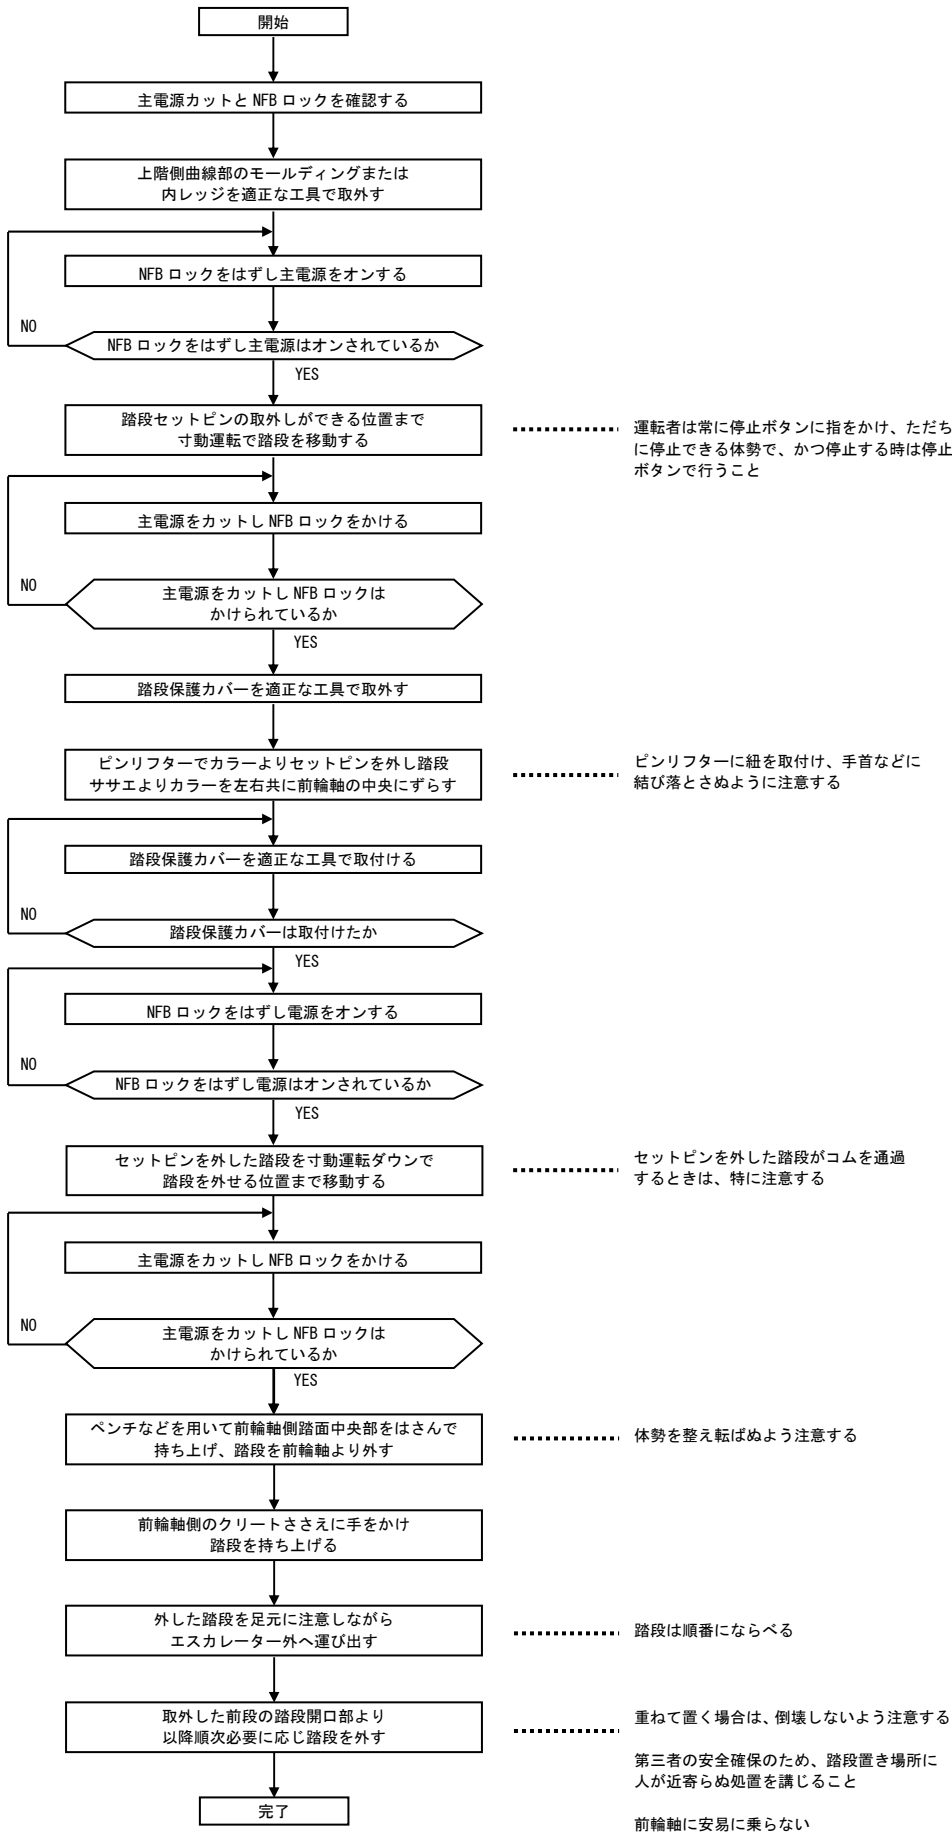 開始
主電源カットと NFB ロックを確認する
上階側曲線部のモールディングまたは
内レッジを適正な工具で取外す
NFB ロックをはずし主電源をオンする
NO
NFB ロックをはずし主電源はオンされているか
YES
踏段セットピンの取外しができる位置まで
寸動運転で踏段を移動する
運転者は常に停止ボタンに指をかけ、ただち
に停止できる体勢で、かつ停止する時は停止
ボタンで行うこと
主電源をカットし NFB ロックをかける
NO
主電源をカットし NFB ロックは
かけられているか
YES
踏段保護カバーを適正な工具で取外す
ピンリフターでカラーよりセットピンを外し踏段
ササエよりカラーを左右共に前輪軸の中央にずらす
ピンリフターに紐を取付け、手首などに
結び落とさぬように注意する
踏段保護カバーを適正な工具で取付ける
NO
踏段保護カバーは取付けたか
YES
NFB ロックをはずし電源をオンする
NO
NFB ロックをはずし電源はオンされているか
YES
セットピンを外した踏段を寸動運転ダウンで
踏段を外せる位置まで移動する
セットピンを外した踏段がコムを通過
するときは、特に注意する
主電源をカットし NFB ロックをかける
NO
主電源をカットし NFB ロックは
かけられているか
YES
ペンチなどを用いて前輪軸側踏面中央部をはさんで
持ち上げ、踏段を前輪軸より外す
体勢を整え転ばぬよう注意する
前輪軸側のクリートささえに手をかけ
踏段を持ち上げる
外した踏段を足元に注意しながら
エスカレーター外へ運び出す
踏段は順番にならべる
取外した前段の踏段開口部より
以降順次必要に応じ踏段を外す
重ねて置く場合は、倒壊しないよう注意する
第三者の安全確保のため、踏段置き場所に
人が近寄らぬ処置を講じること
前輪軸に安易に乗らない
完了